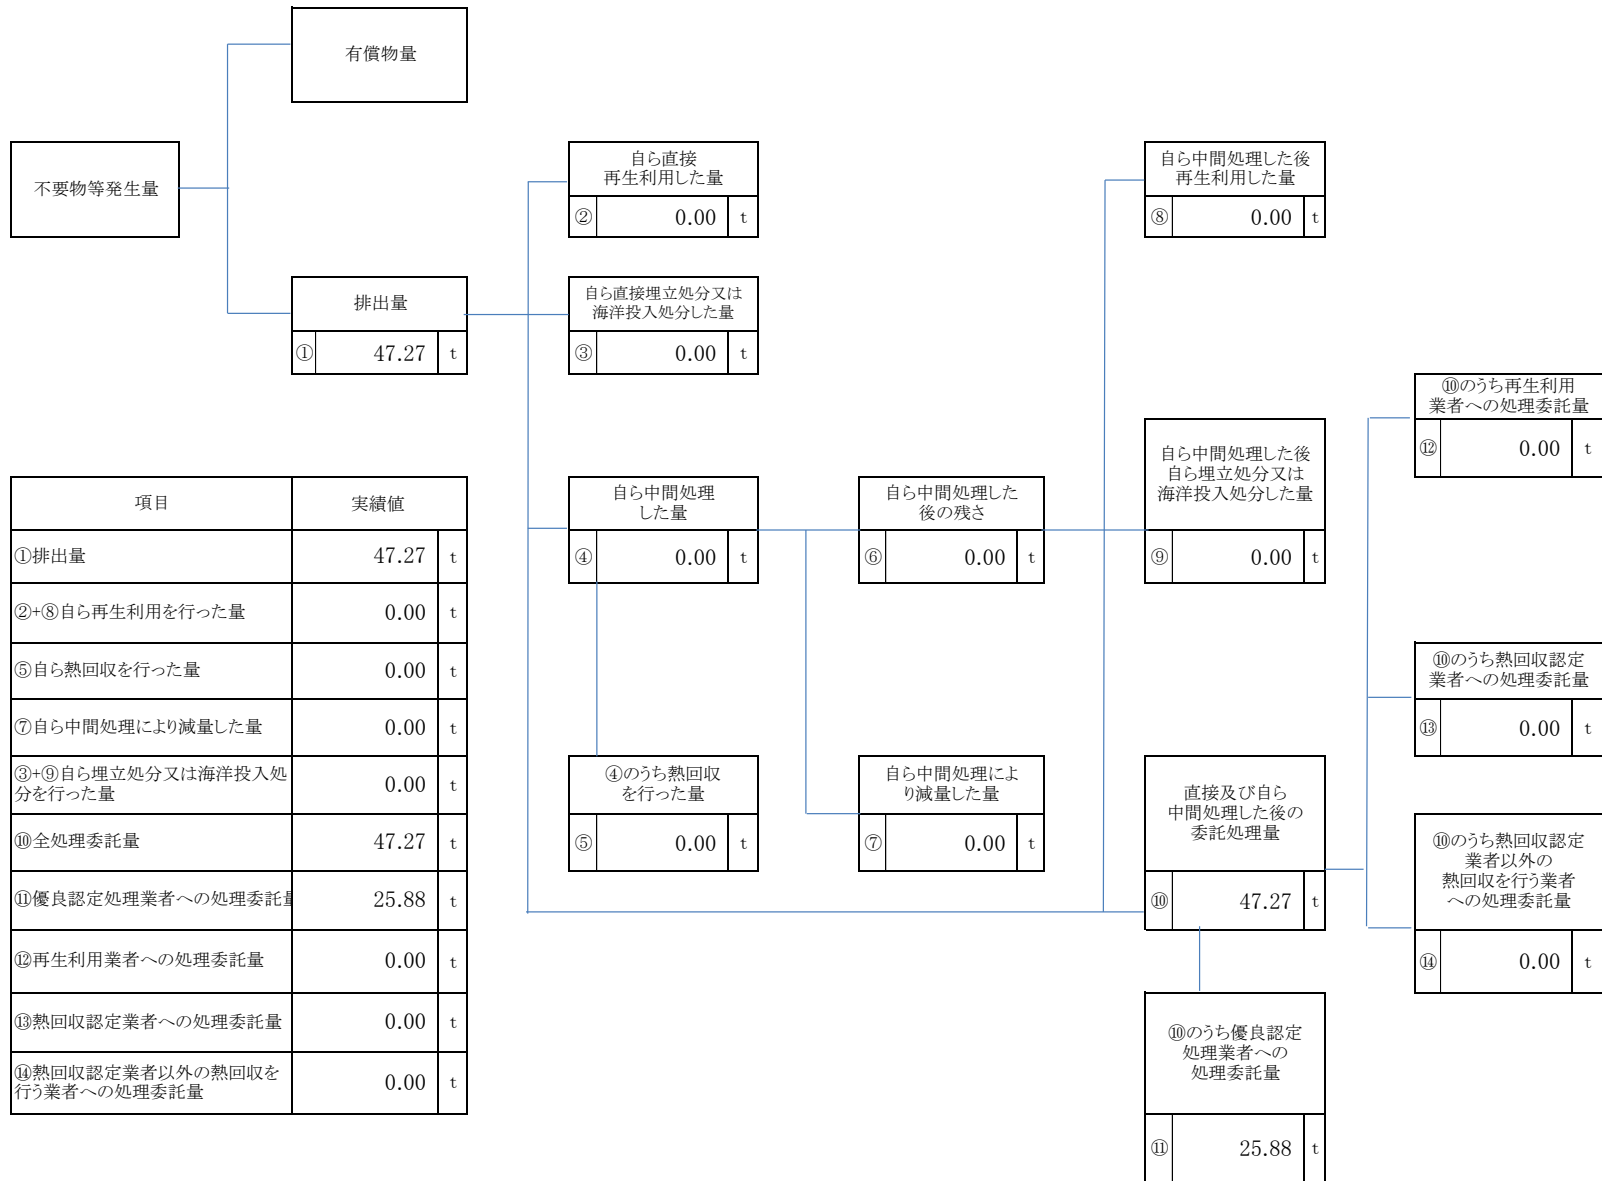 有償物量
不要物等発生量
排出量
① 47.27 t
自ら直接
再生利用した量
② 0.00 t
自ら直接埋立処分又は
海洋投入処分した量
③ 0.00 t
自ら中間処理
した量
④ 0.00 t
④のうち熱回収
を行った量
⑤ 0.00 t
自ら中間処理した
後の残さ
⑥ 0.00 t
自ら中間処理によ
り減量した量
⑦ 0.00 t
自ら中間処理した後
再生利用した量
⑧ 0.00 t
自ら中間処理した後
自ら埋立処分又は
海洋投入処分した量
⑨ 0.00 t
直接及び自ら
中間処理した後の
委託処理量
⑩ 47.27 t
⑩のうち優良認定
処理業者への
処理委託量
⑪ 25.88 t
⑩のうち再生利用
業者への処理委託量
⑫ 0.00 t
⑩のうち熱回収認定
業者への処理委託量
⑬ 0.00 t
⑩のうち熱回収認定
業者以外の
熱回収を行う業者
への処理委託量
⑭ 0.00 t
項目 実績値
①排出量 47.27 t
②+⑧自ら再生利用を行った量 0.00 t
⑤自ら熱回収を行った量 0.00 t
⑦自ら中間処理により減量した量 0.00 t
③+⑨自ら埋立処分又は海洋投入処
分を行った量 0.00 t
⑩全処理委託量 47.27 t
⑪優良認定処理業者への処理委託量 25.88 t
⑫再生利用業者への処理委託量 0.00 t
⑬熱回収認定業者への処理委託量 0.00 t
⑭熱回収認定業者以外の熱回収を
行う業者への処理委託量 0.00 t